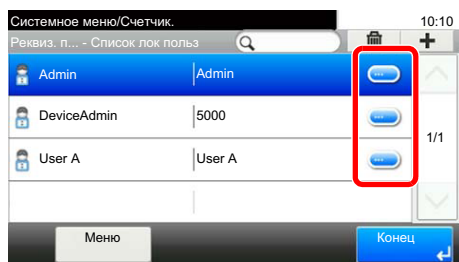 Системное меню/Счетчик.
10:10
Реквиз. п... - Список лок польз
Admin
Admin
DeviceAdmin
5000
1/1
User A
User A
Меню
Конец